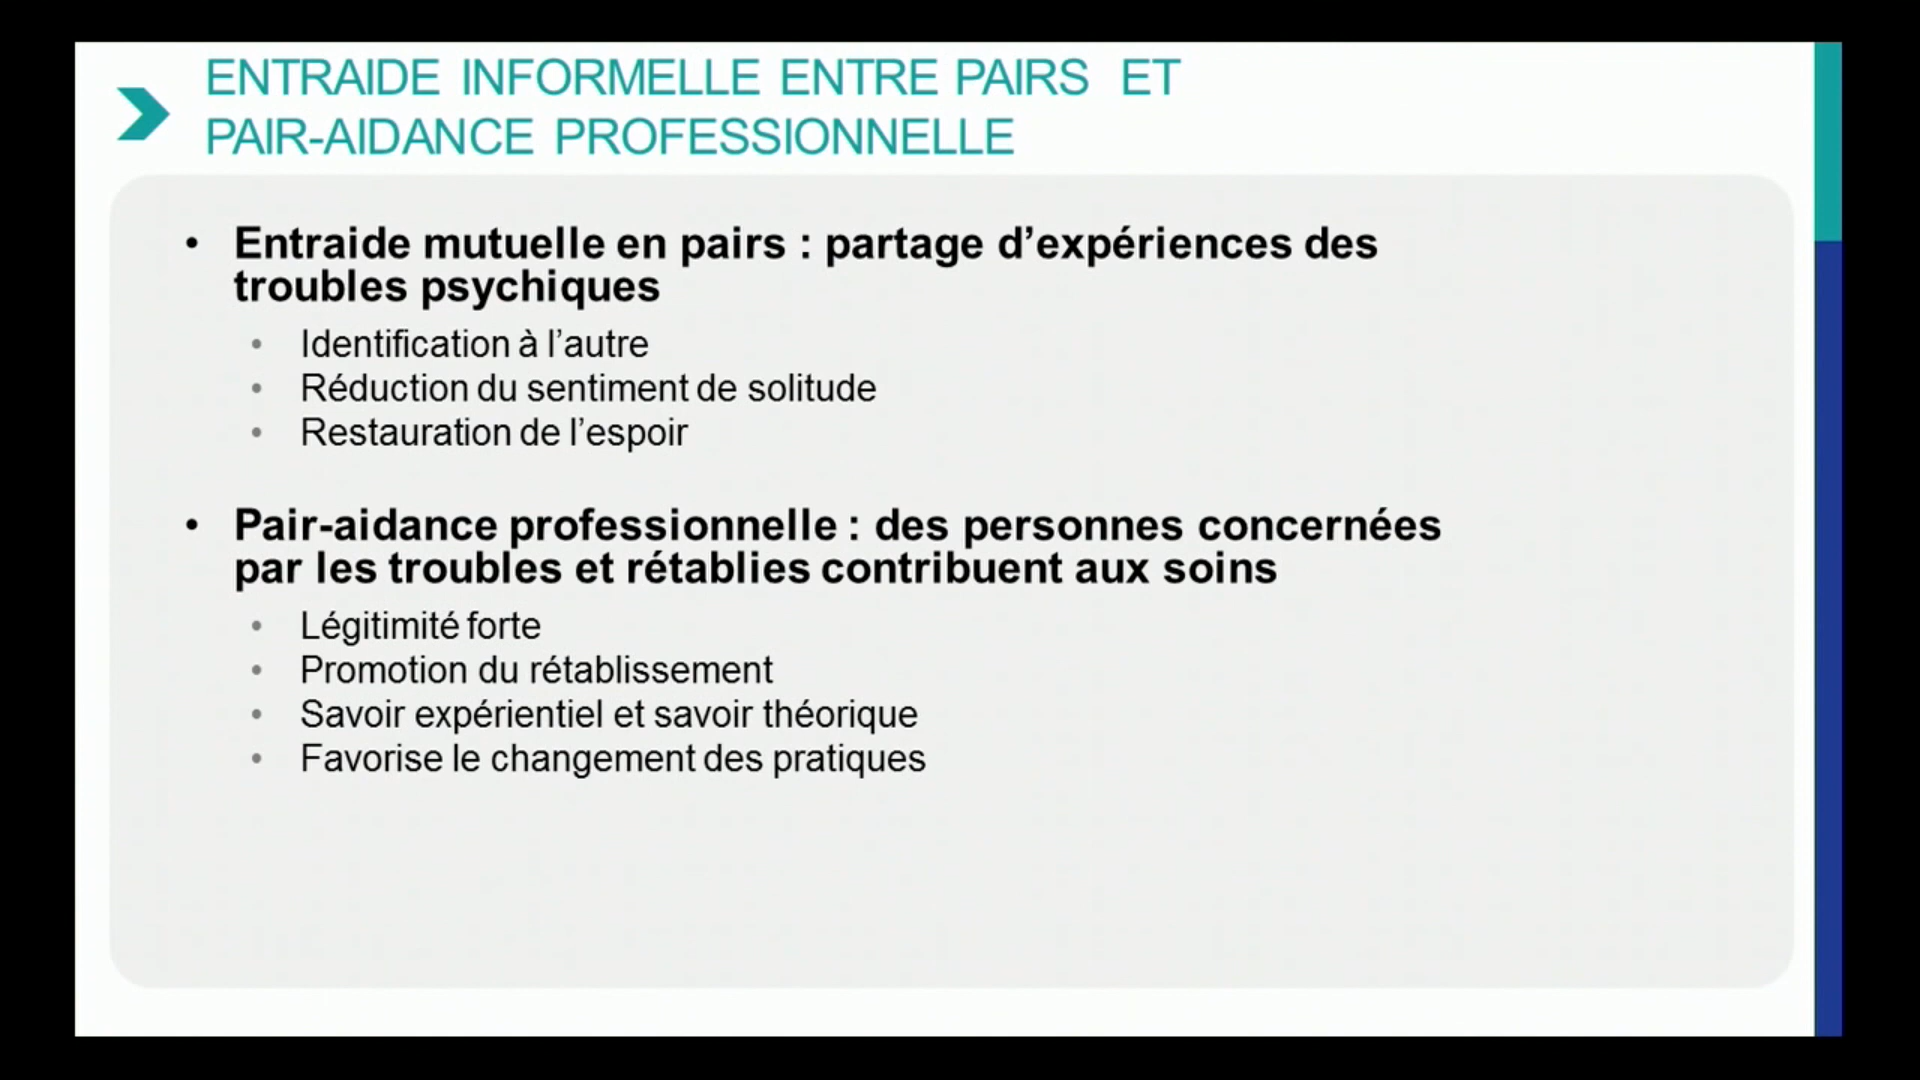 ENTRAIDE INFORMELLE ENTRE PAIRS ET
PAIR-AIDANCE PROFESSIONNELLE
• Entraide mutuelle en pairs : partage d’expériences des
troubles psychiques
• Identification à l’autre
• Réduction du sentiment de solitude
• Restauration de l’espoir
• Pair-aidance professionnelle : des personnes concernées
par les troubles et rétablies contribuent aux soins
• Légitimité forte
• Promotion du rétablissement
• Savoir expérientiel et savoir théorique
• Favorise le changement des pratiques